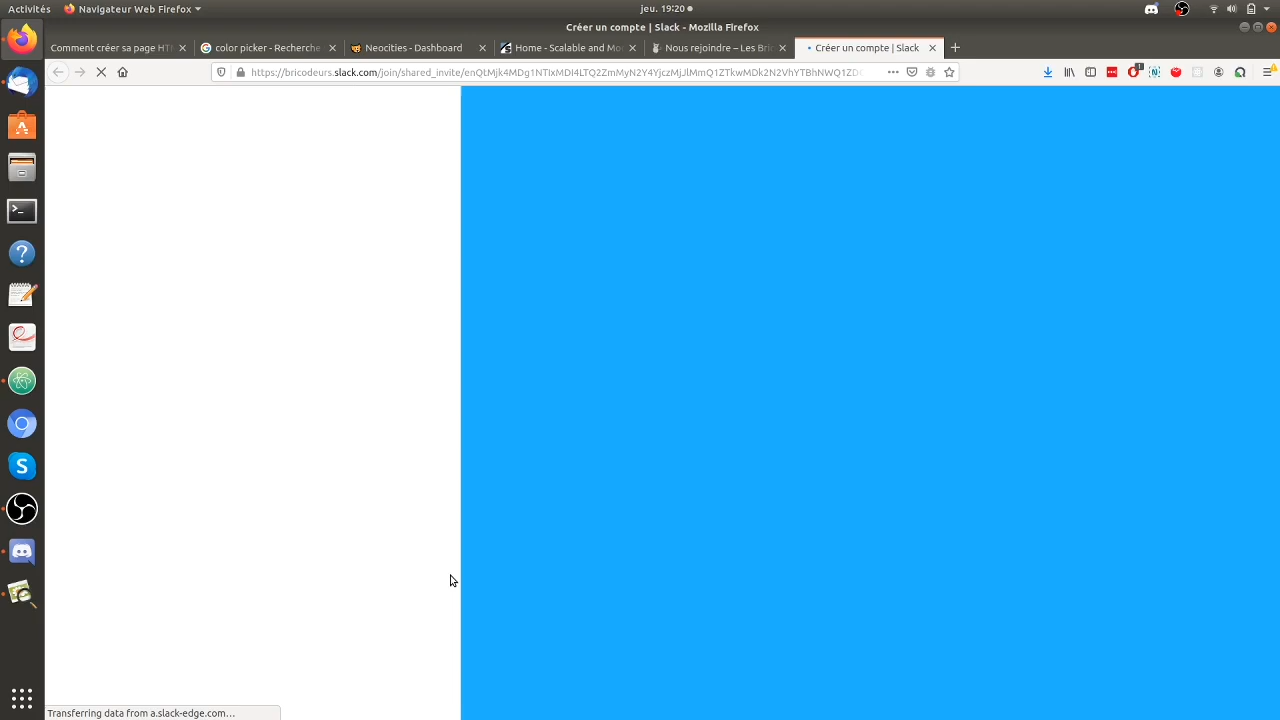 Activités
Navigateur Web Firefox
jeu. 19:20
Créer un compte | Slack - Mozilla Firefox
Comment créer sa page HT
color picker - Recherche
Neocities - Dashboard
Home - Scalable and Mo
Nous rejoindre – Les Bri
Créer un compte | Slack
https://bricodeurs.slack.com/join/shared_invite/
1
Transferring data from a.slack-edge.com…